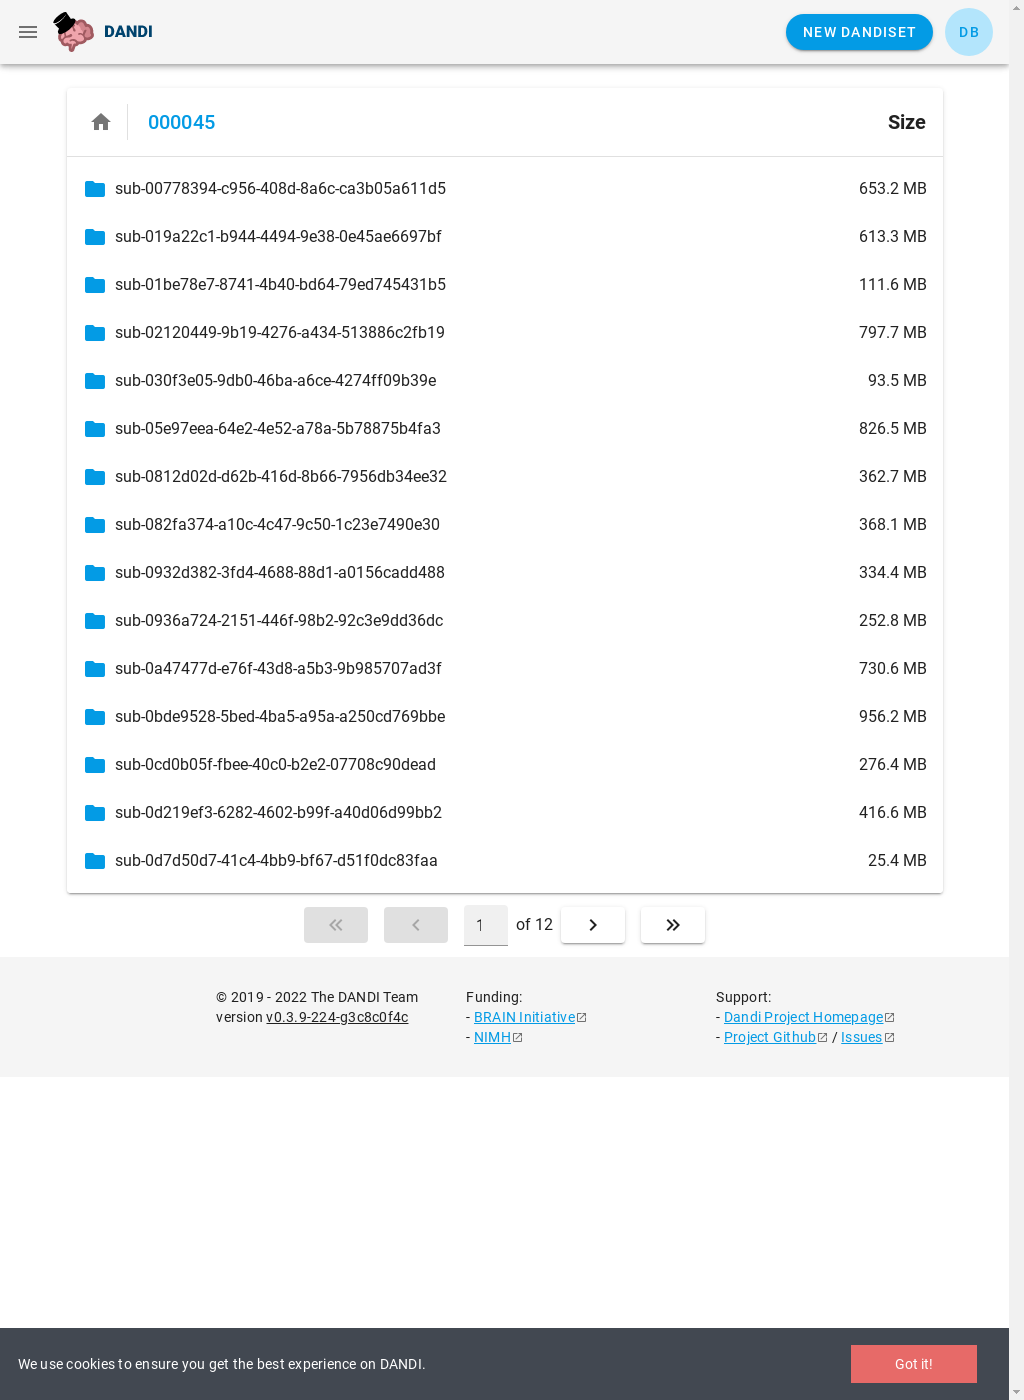 DANDI
NEW DANDISET
DB
000045
Size
sub-00778394-c956-408d-8a6c-ca3b05a611d5 653.2 MB
sub-019a22c1-b944-4494-9e38-0e45ae6697bf 613.3 MB
sub-01be78e7-8741-4b40-bd64-79ed745431b5 111.6 MB
sub-02120449-9b19-4276-a434-513886c2fb19 797.7 MB
sub-030f3e05-9db0-46ba-a6ce-4274ff09b39e 93.5 MB
sub-05e97eea-64e2-4e52-a78a-5b78875b4fa3 826.5 MB
sub-0812d02d-d62b-416d-8b66-7956db34ee32 362.7 MB
sub-082fa374-a10c-4c47-9c50-1c23e7490e30 368.1 MB
sub-0932d382-3fd4-4688-88d1-a0156cadd488 334.4 MB
sub-0936a724-2151-446f-98b2-92c3e9dd36dc 252.8 MB
sub-0a47477d-e76f-43d8-a5b3-9b985707ad3f 730.6 MB
sub-0bde9528-5bed-4ba5-a95a-a250cd769bbe 956.2 MB
sub-0cd0b05f-fbee-40c0-b2e2-07708c90dead 276.4 MB
sub-0d219ef3-6282-4602-b99f-a40d06d99bb2 416.6 MB
sub-0d7d50d7-41c4-4bb9-bf67-d51f0dc83faa 25.4 MB
1 of 12
© 2019 - 2022 The DANDI Team
version v0.3.9-224-g3c8c0f4c
Funding:
- BRAIN Initiative
- NIMH
Support:
- Dandi Project Homepage
- Project Github / Issues
We use cookies to ensure you get the best experience on DANDI.
Got it!